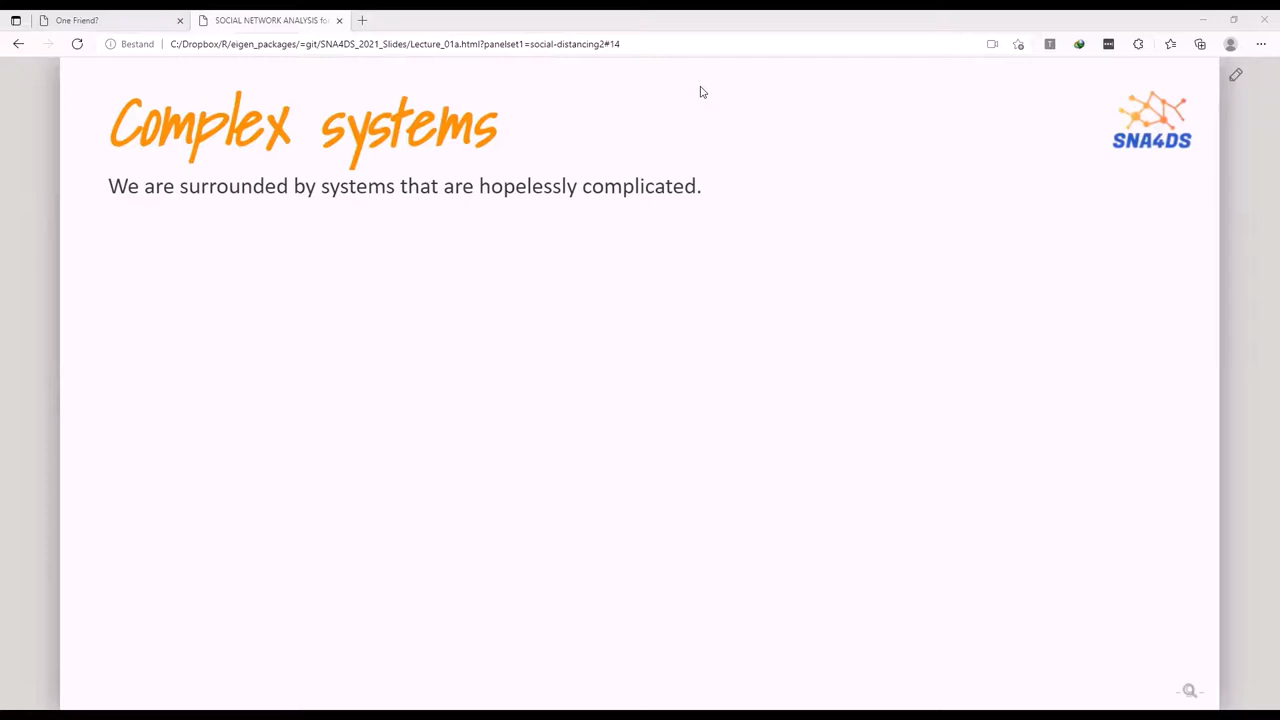 One Friend?
SOCIAL NETWORK ANALYSIS for
Bestand
C:/Dropbox/R/eigen_packages/=git/SNA4DS_2021_Slides/Lecture_01a.html?panelset1=social-distancing2#14
T
Complex systems
SNA4DS
We are surrounded by systems that are hopelessly complicated.